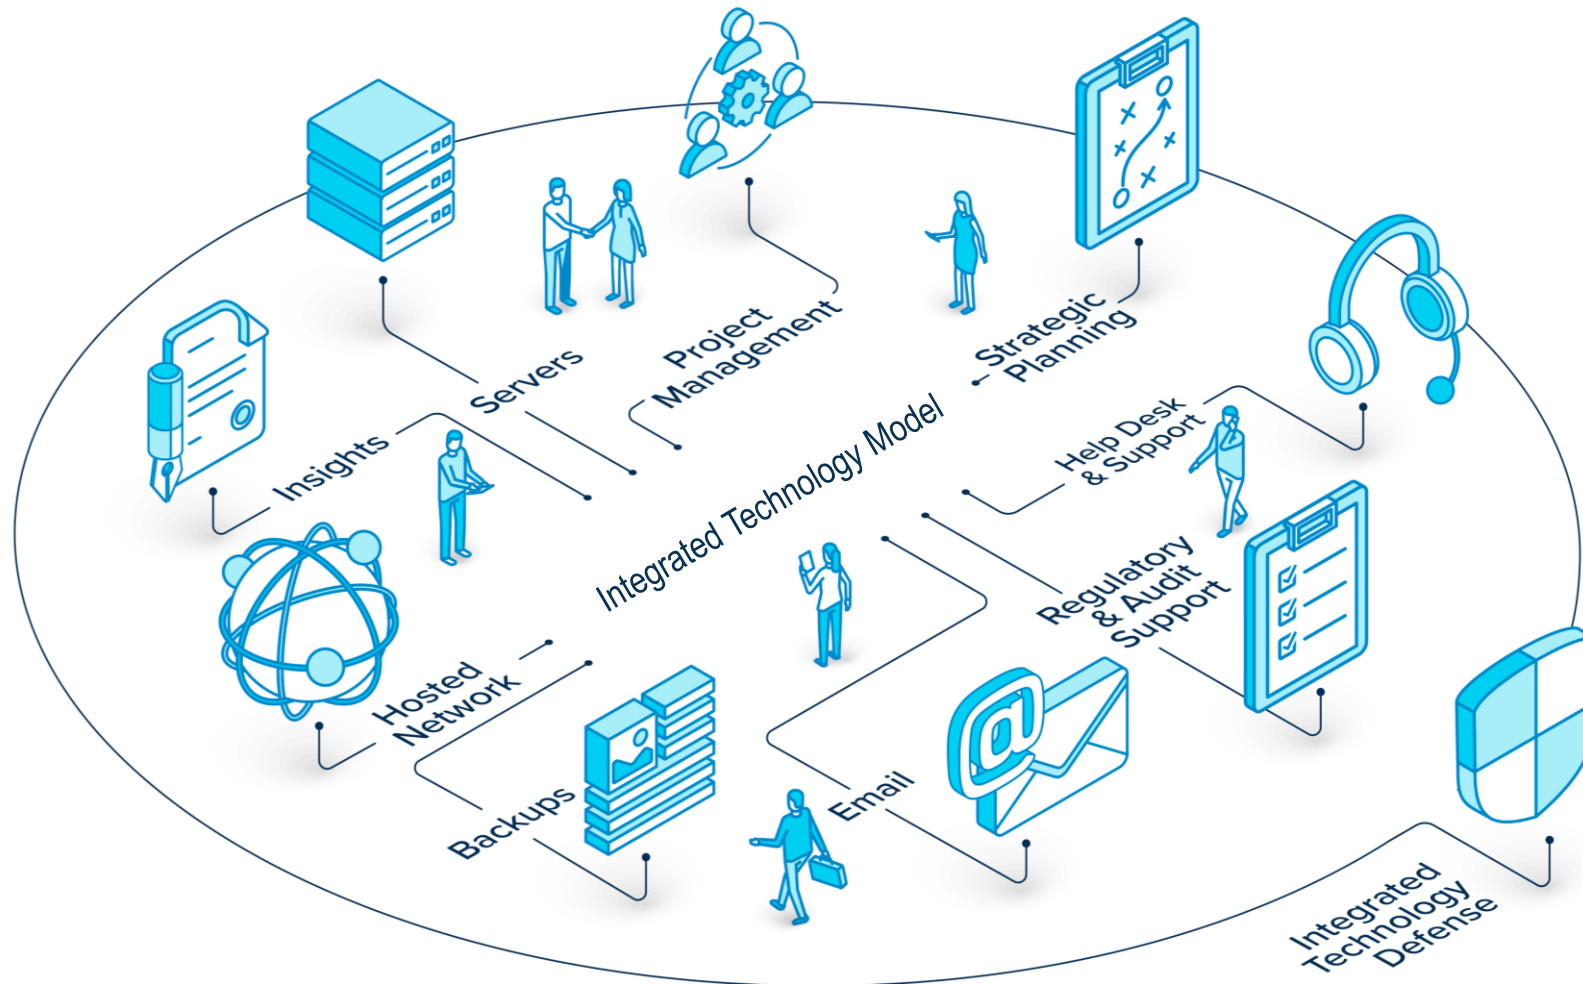 Project
Management
Strategic
Planning
Servers
Insights
Help Desk
& Support
Integrated Technology Model
Regulatory
& Audit
Support
Hosted
Network
Backups
Email
@
Integrated
Technology
Defense